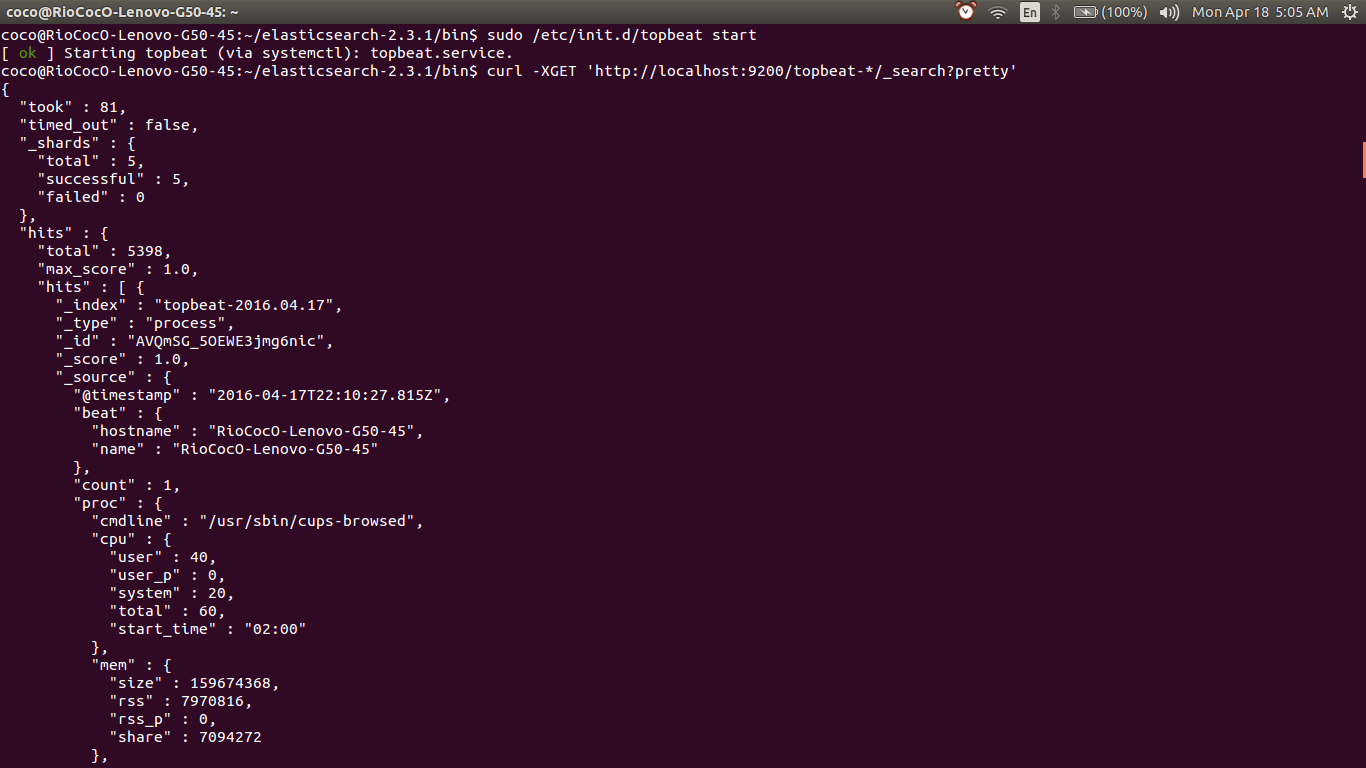 coco@RioCocO-Lenovo-G50-45: ~
En
(100%)
Mon Apr 18 5:05 AM
coco@RioCocO-Lenovo-G50-45:~/elasticsearch-2.3.1/bin$ sudo /etc/init.d/topbeat start
[ ok ] Starting topbeat (via systemctl): topbeat.service.
coco@RioCocO-Lenovo-G50-45:~/elasticsearch-2.3.1/bin$ curl -XGET 'http://localhost:9200/topbeat-*/_search?pretty'
{
  "took" : 81,
  "timed_out" : false,
  "_shards" : {
    "total" : 5,
    "successful" : 5,
    "failed" : 0
  },
  "hits" : {
    "total" : 5398,
    "max_score" : 1.0,
    "hits" : [ {
      "_index" : "topbeat-2016.04.17",
      "_type" : "process",
      "_id" : "AVQmSG_5OEWE3jmg6nic",
      "_score" : 1.0,
      "_source" : {
        "@timestamp" : "2016-04-17T22:10:27.815Z",
        "beat" : {
          "hostname" : "RioCocO-Lenovo-G50-45",
          "name" : "RioCocO-Lenovo-G50-45"
        },
        "count" : 1,
        "proc" : {
          "cmdline" : "/usr/sbin/cups-browsed",
          "cpu" : {
            "user" : 40,
            "user_p" : 0,
            "system" : 20,
            "total" : 60,
            "start_time" : "02:00"
          },
          "mem" : {
            "size" : 159674368,
            "rss" : 7970816,
            "rss_p" : 0,
            "share" : 7094272
          },